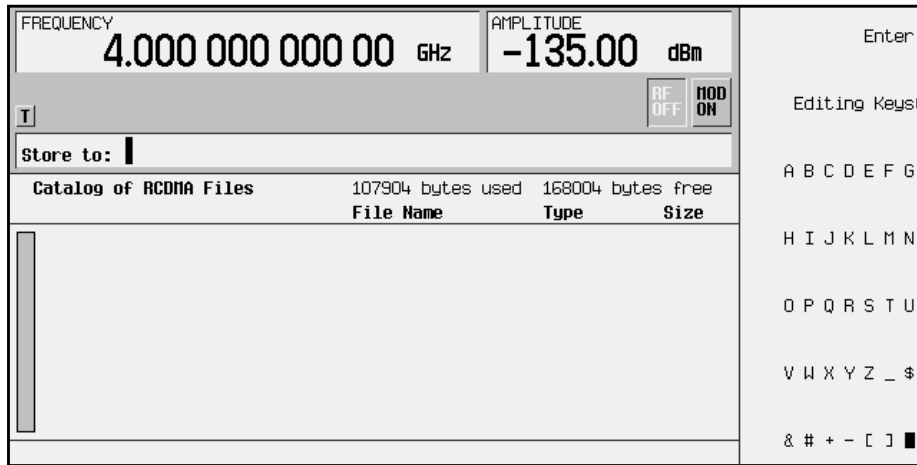 FREQUENCY
4.000 000 000 00 GHz
AMPLITUDE
-135.00 dBm
RF OFF
MOD ON
T
Store to:
Catalog of RCDMA Files 107904 bytes used 168004 bytes free
File Name Type Size
Enter
Editing Keys
A B C D E F G
H I J K L M N
O P Q R S T U
V W X Y Z _ $
& # + - [ ]